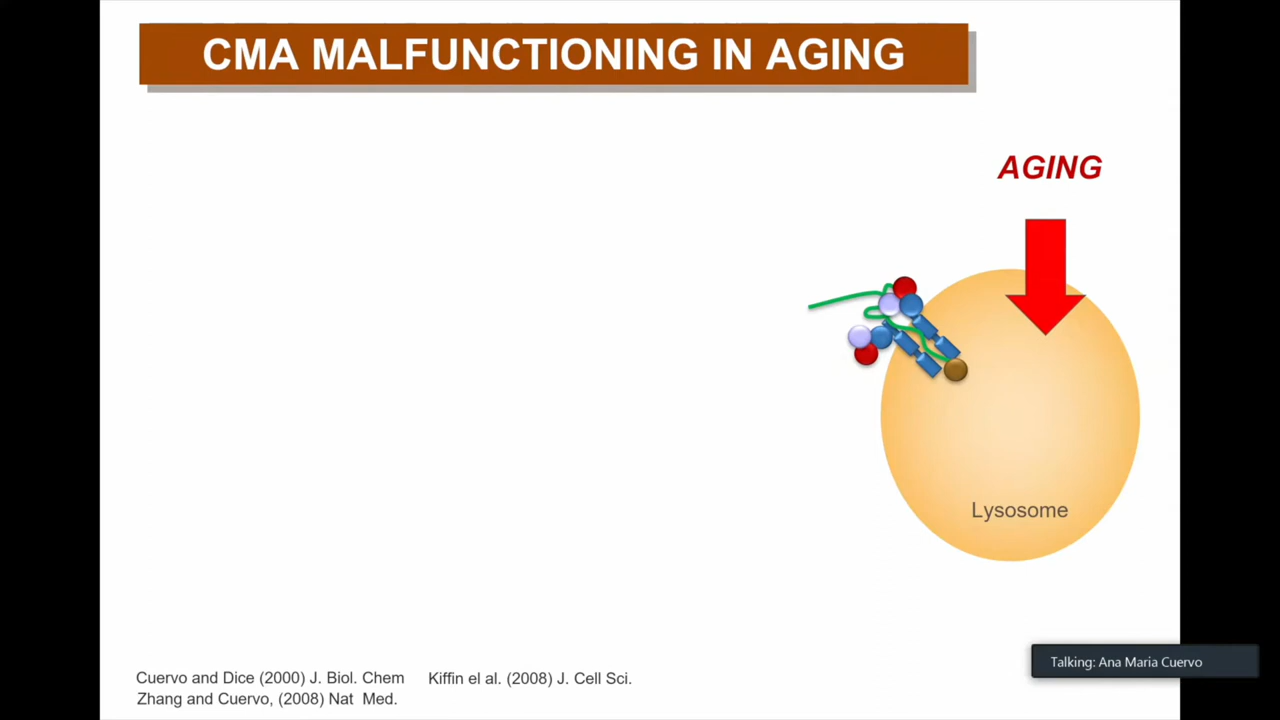 CMA MALFUNCTIONING IN AGING
AGING
Lysosome
Cuervo and Dice (2000) J. Biol. Chem
Kiffin el al. (2008) J. Cell Sci.
Zhang and Cuervo, (2008) Nat Med.
Talking: Ana Maria Cuervo